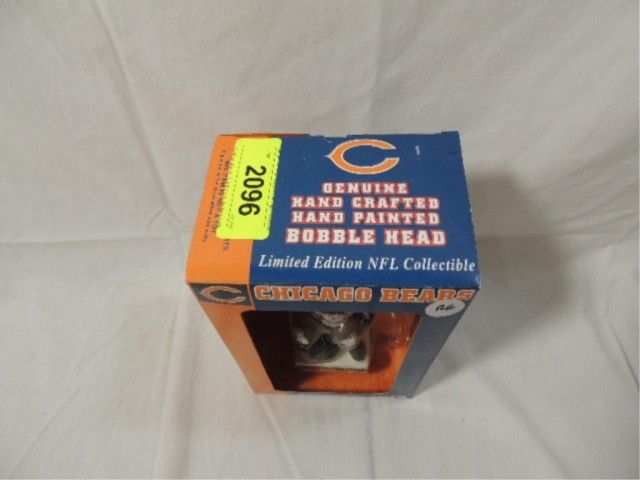 2096
GENUINE
HAND CRAFTED
HAND PAINTED
BOBBLE HEAD
Limited Edition NFL Collectible
CHICAGO BEARS